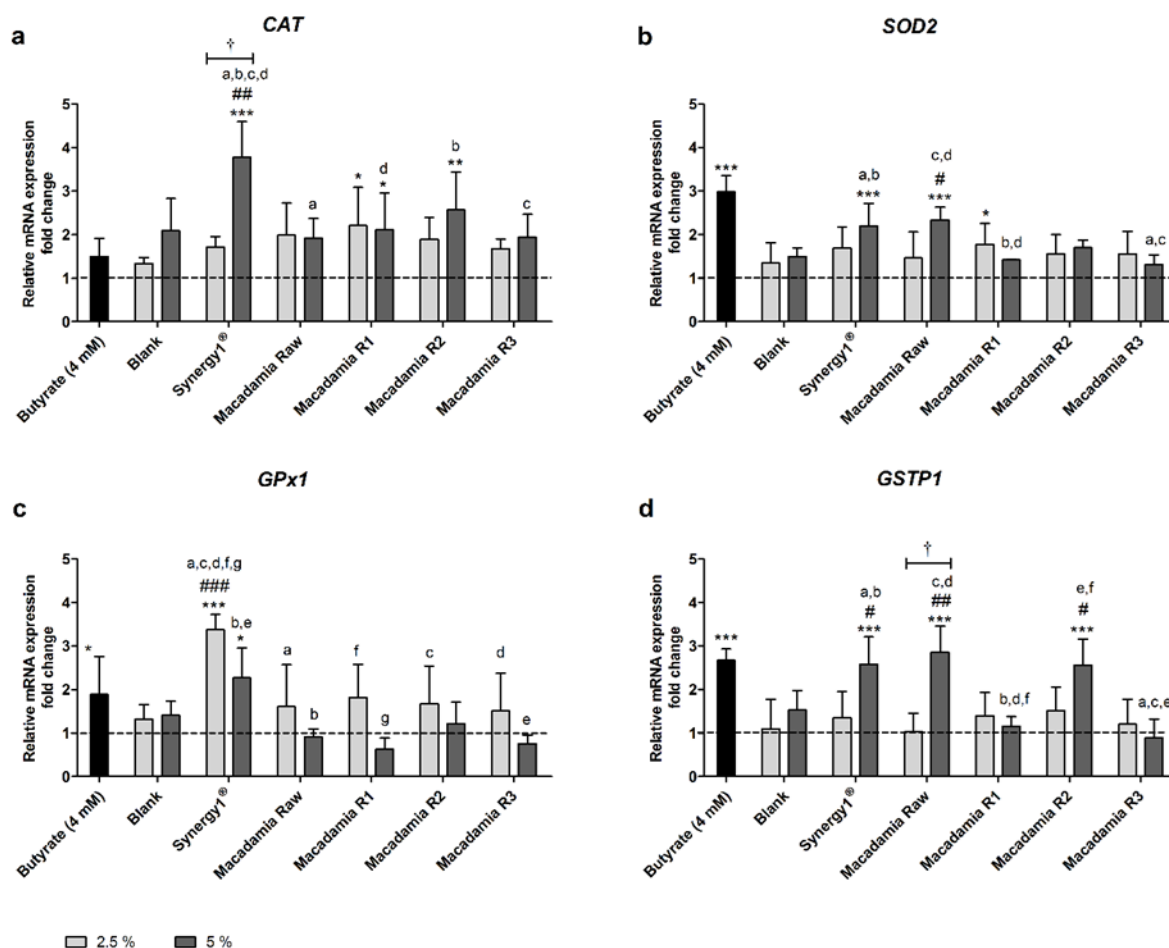 a
CAT
†
a,b,c,d
##
***
a
*
d
*
b
**
c
Relative mRNA expression
fold change
5
4
3
2
1
0
Butyrate (4 mM)
Blank
Synergy1®
Macadamia Raw
Macadamia R1
Macadamia R2
Macadamia R3
b
SOD2
***
a,b
***
c,d
#
***
*
b,d
a,c
Relative mRNA expression
fold change
5
4
3
2
1
0
Butyrate (4 mM)
Blank
Synergy1®
Macadamia Raw
Macadamia R1
Macadamia R2
Macadamia R3
c
GPx1
*
a,c,d,f,g
###
***
b,e
*
a
b
f
g
c
d
e
Relative mRNA expression
fold change
5
4
3
2
1
0
Butyrate (4 mM)
Blank
Synergy1®
Macadamia Raw
Macadamia R1
Macadamia R2
Macadamia R3
d
GSTP1
***
a,b
#
***
†
c,d
##
***
b,d,f
e,f
#
***
a,c,e
Relative mRNA expression
fold change
5
4
3
2
1
0
Butyrate (4 mM)
Blank
Synergy1®
Macadamia Raw
Macadamia R1
Macadamia R2
Macadamia R3
2.5 %
5 %